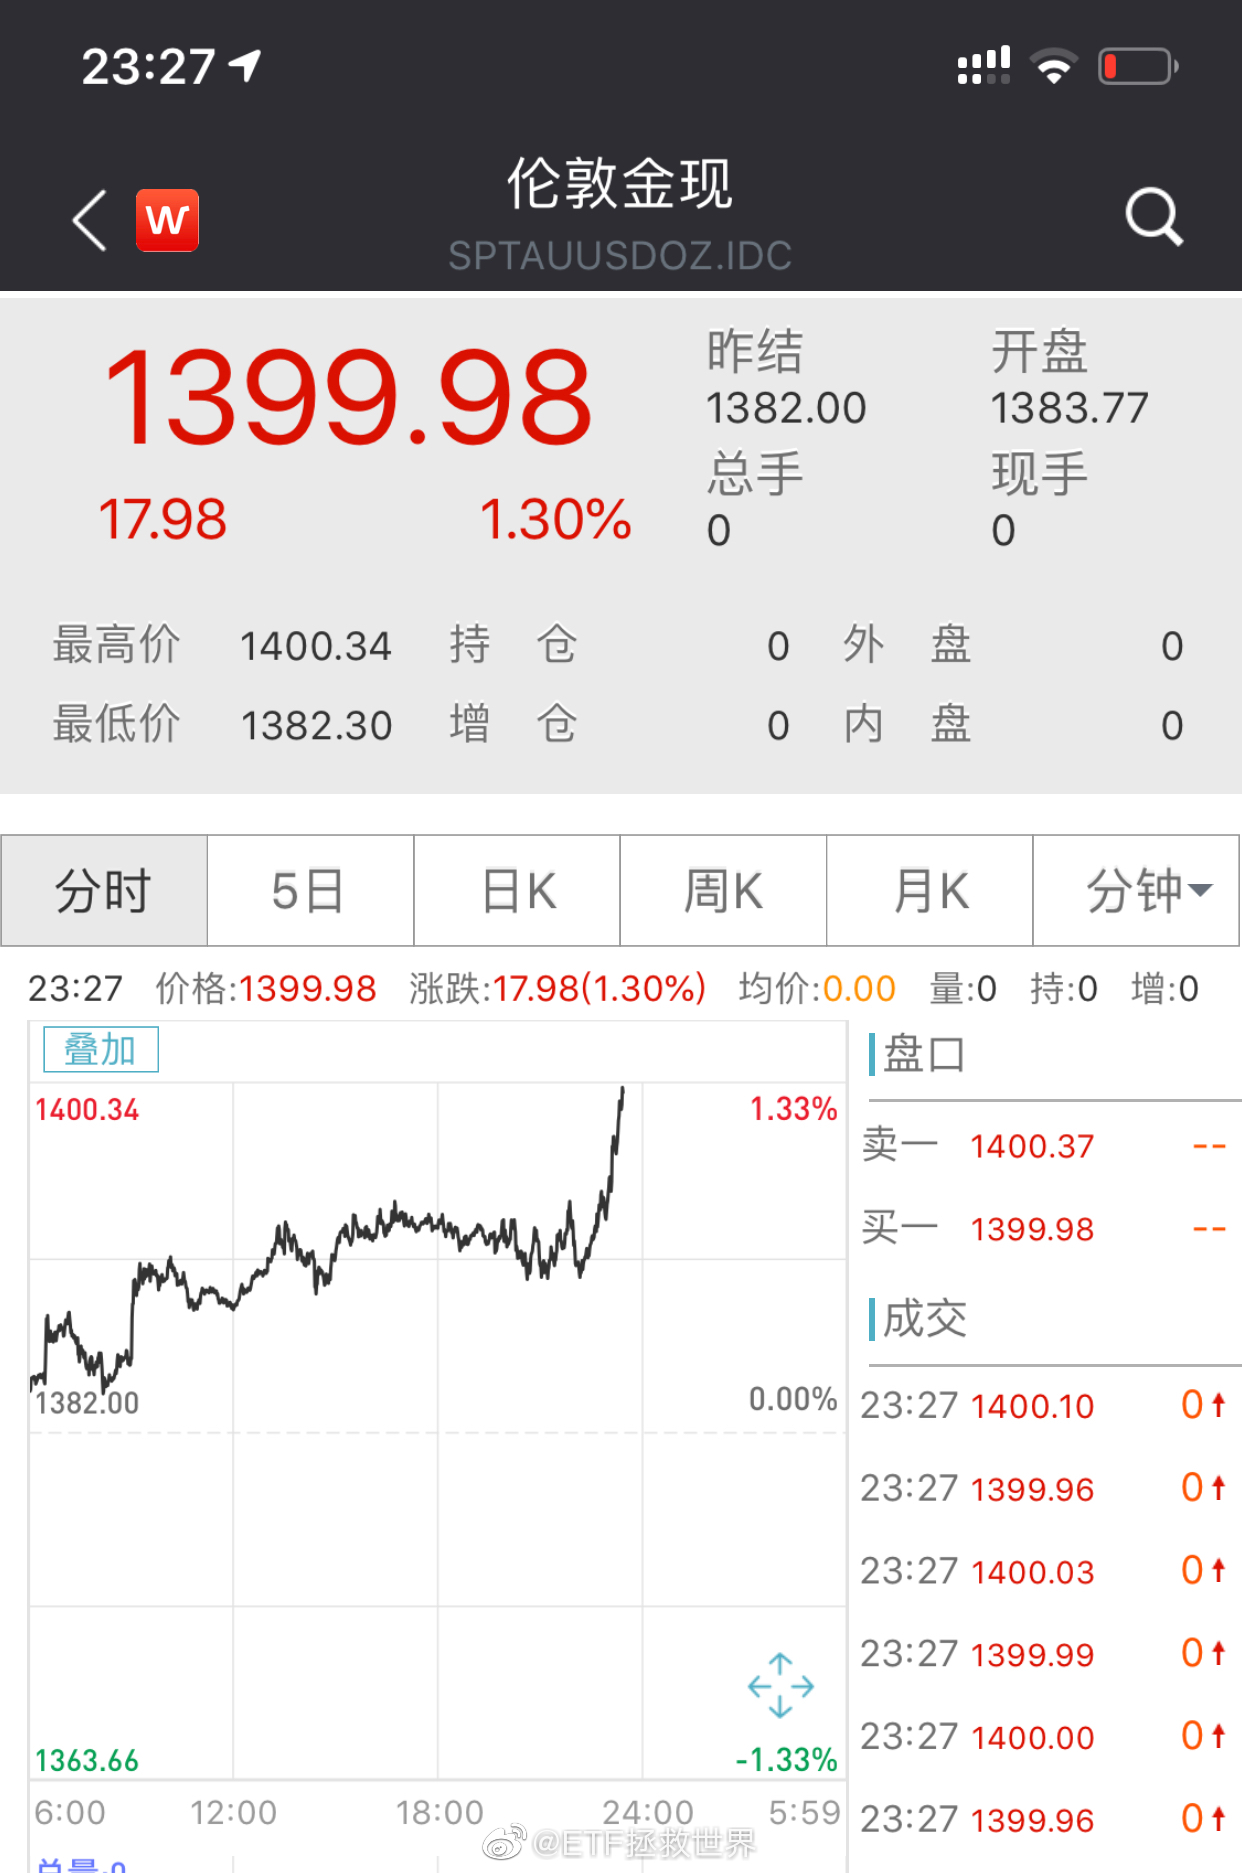 23:27
W
伦敦金现
SPTAUUSDOZ.IDC
1399.98
17.98 1.30%
昨结 开盘
1382.00 1383.77
总手 现手
0 0
最高价 1400.34 持仓 0 外盘 0
最低价 1382.30 增仓 0 内盘 0
分时 5日 日K 周K 月K 分钟
23:27 价格:1399.98 涨跌:17.98(1.30%) 均价:0.00 量:0 持:0 增:0
叠加
1400.34 1.33%
1382.00 0.00%
1363.66 -1.33%
6:00 12:00 18:00 24:00 5:59
总量:0
盘口
卖一 1400.37 --
买一 1399.98 --
成交
23:27 1400.10 0↑
23:27 1399.96 0↑
23:27 1400.03 0↑
23:27 1399.99 0↑
23:27 1400.00 0↑
23:27 1399.96 0↑
@ETF拯救世界